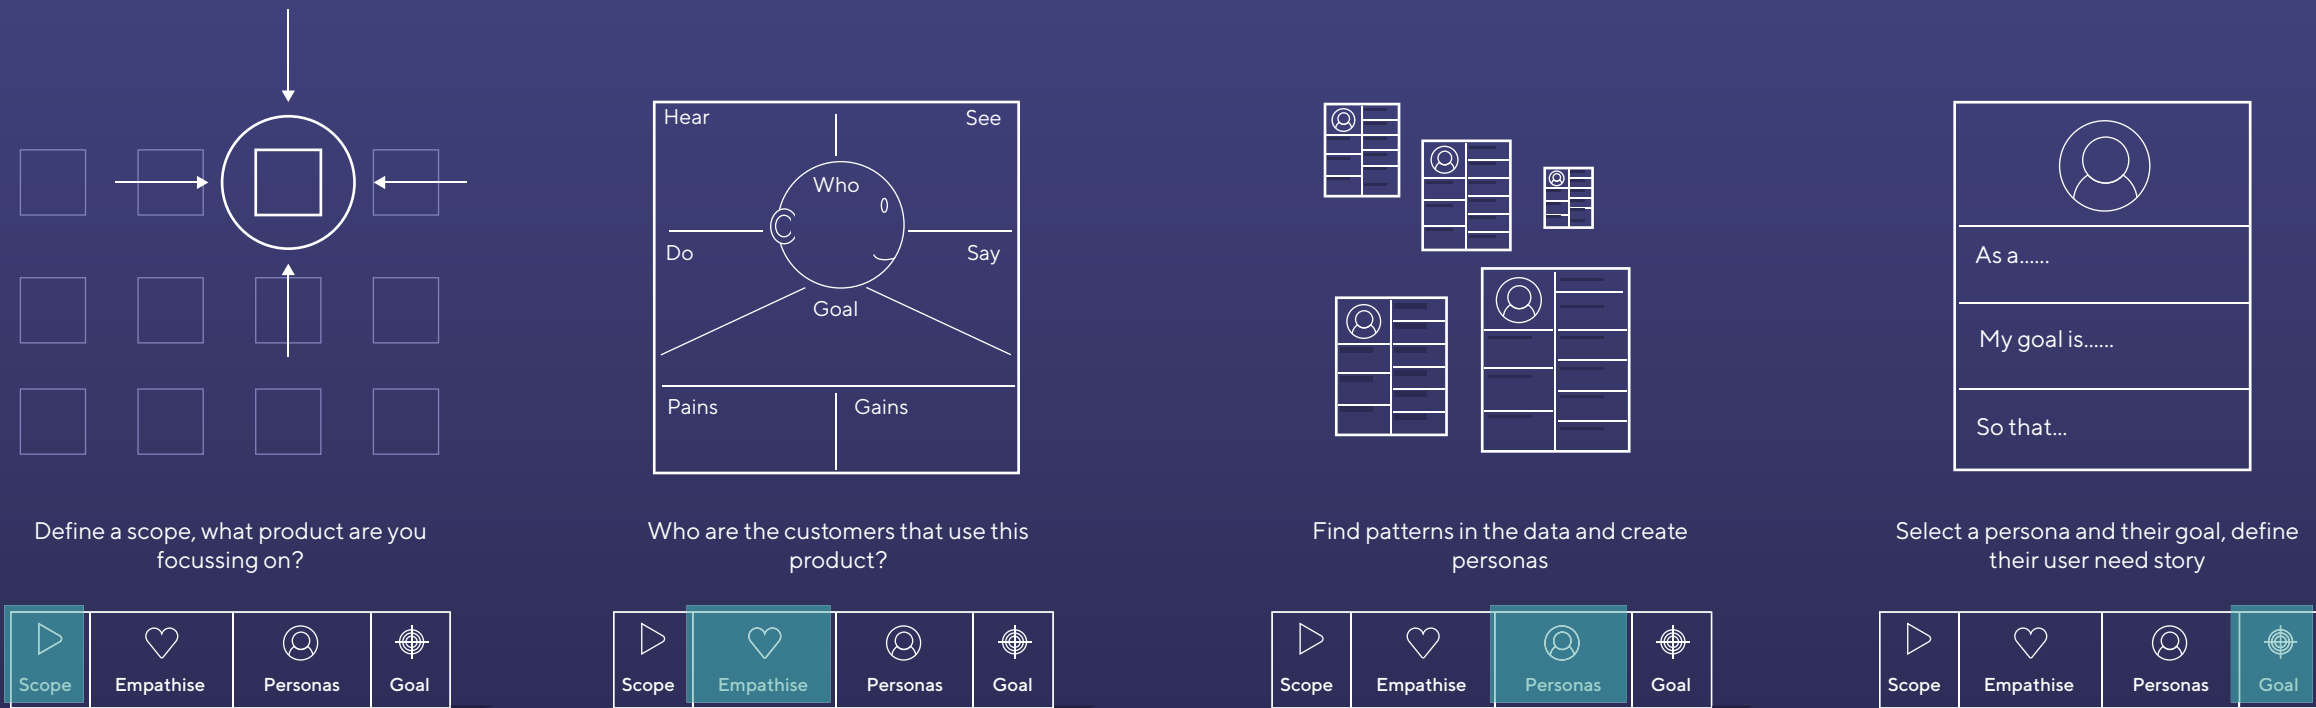 Hear
See
Who
Do
Say
Goal
Pains
Gains
As a......
My goal is......
So that...
Define a scope, what product are you
focussing on?
Who are the customers that use this
product?
Find patterns in the data and create
personas
Select a persona and their goal, define
their user need story
Scope
Empathise
Personas
Goal
Scope
Empathise
Personas
Goal
Scope
Empathise
Personas
Goal
Scope
Empathise
Personas
Goal